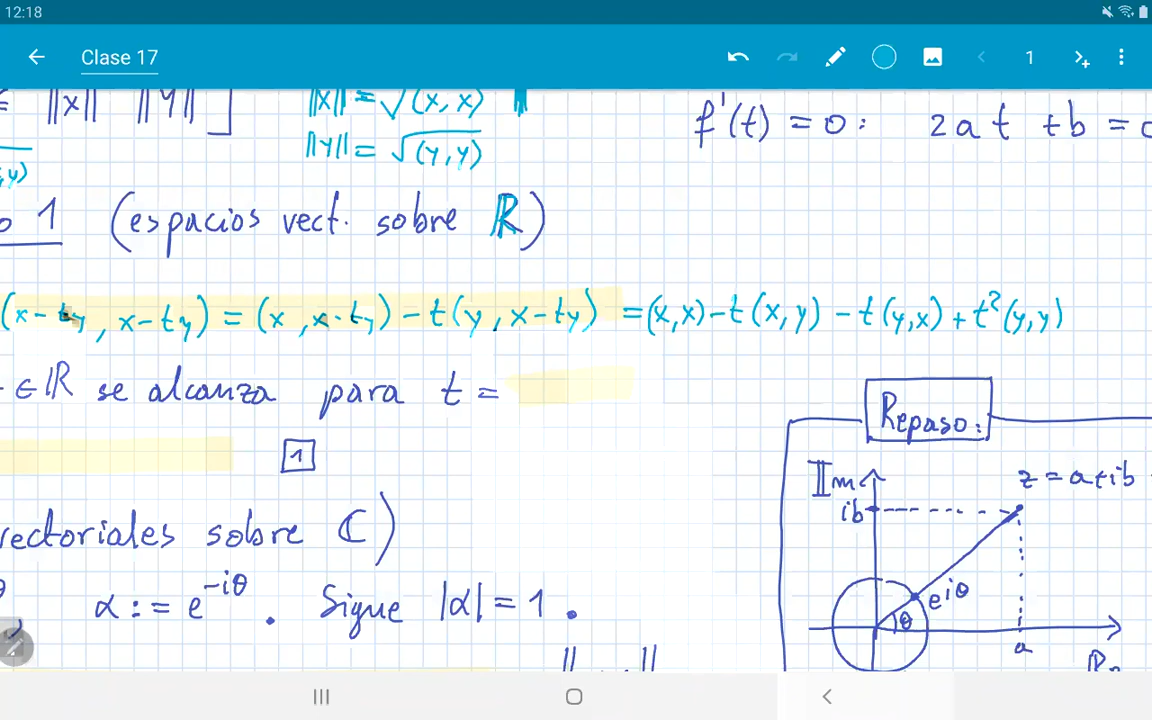 12:18
Clase 17
1
= ||x|| ||y|| ]
||x|| = √(x, x)
||y|| = √(y, y)
f'(t) = 0: 2at + b =
, y)
o 1 (espacios vect. sobre ℝ)
(x-ty, x-ty) = (x, x-ty) - t(y, x-ty) = (x,x) - t(x,y) - t(y,x) + t²(y,y)
∈ ℝ se alcanza para t =
1
Repaso:
Im
z = a+ib
ib
vectoriales sobre ℂ)
α := e^{-iθ}. Sigue |α| = 1.
e^{iθ}
θ
a
|| ... ||